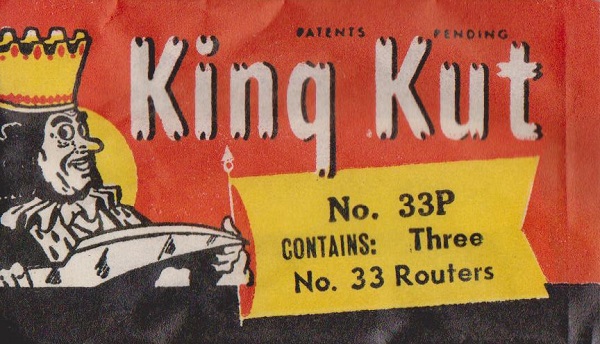 PATENTS PENDING
King Kut
No. 33P
CONTAINS: Three
No. 33 Routers